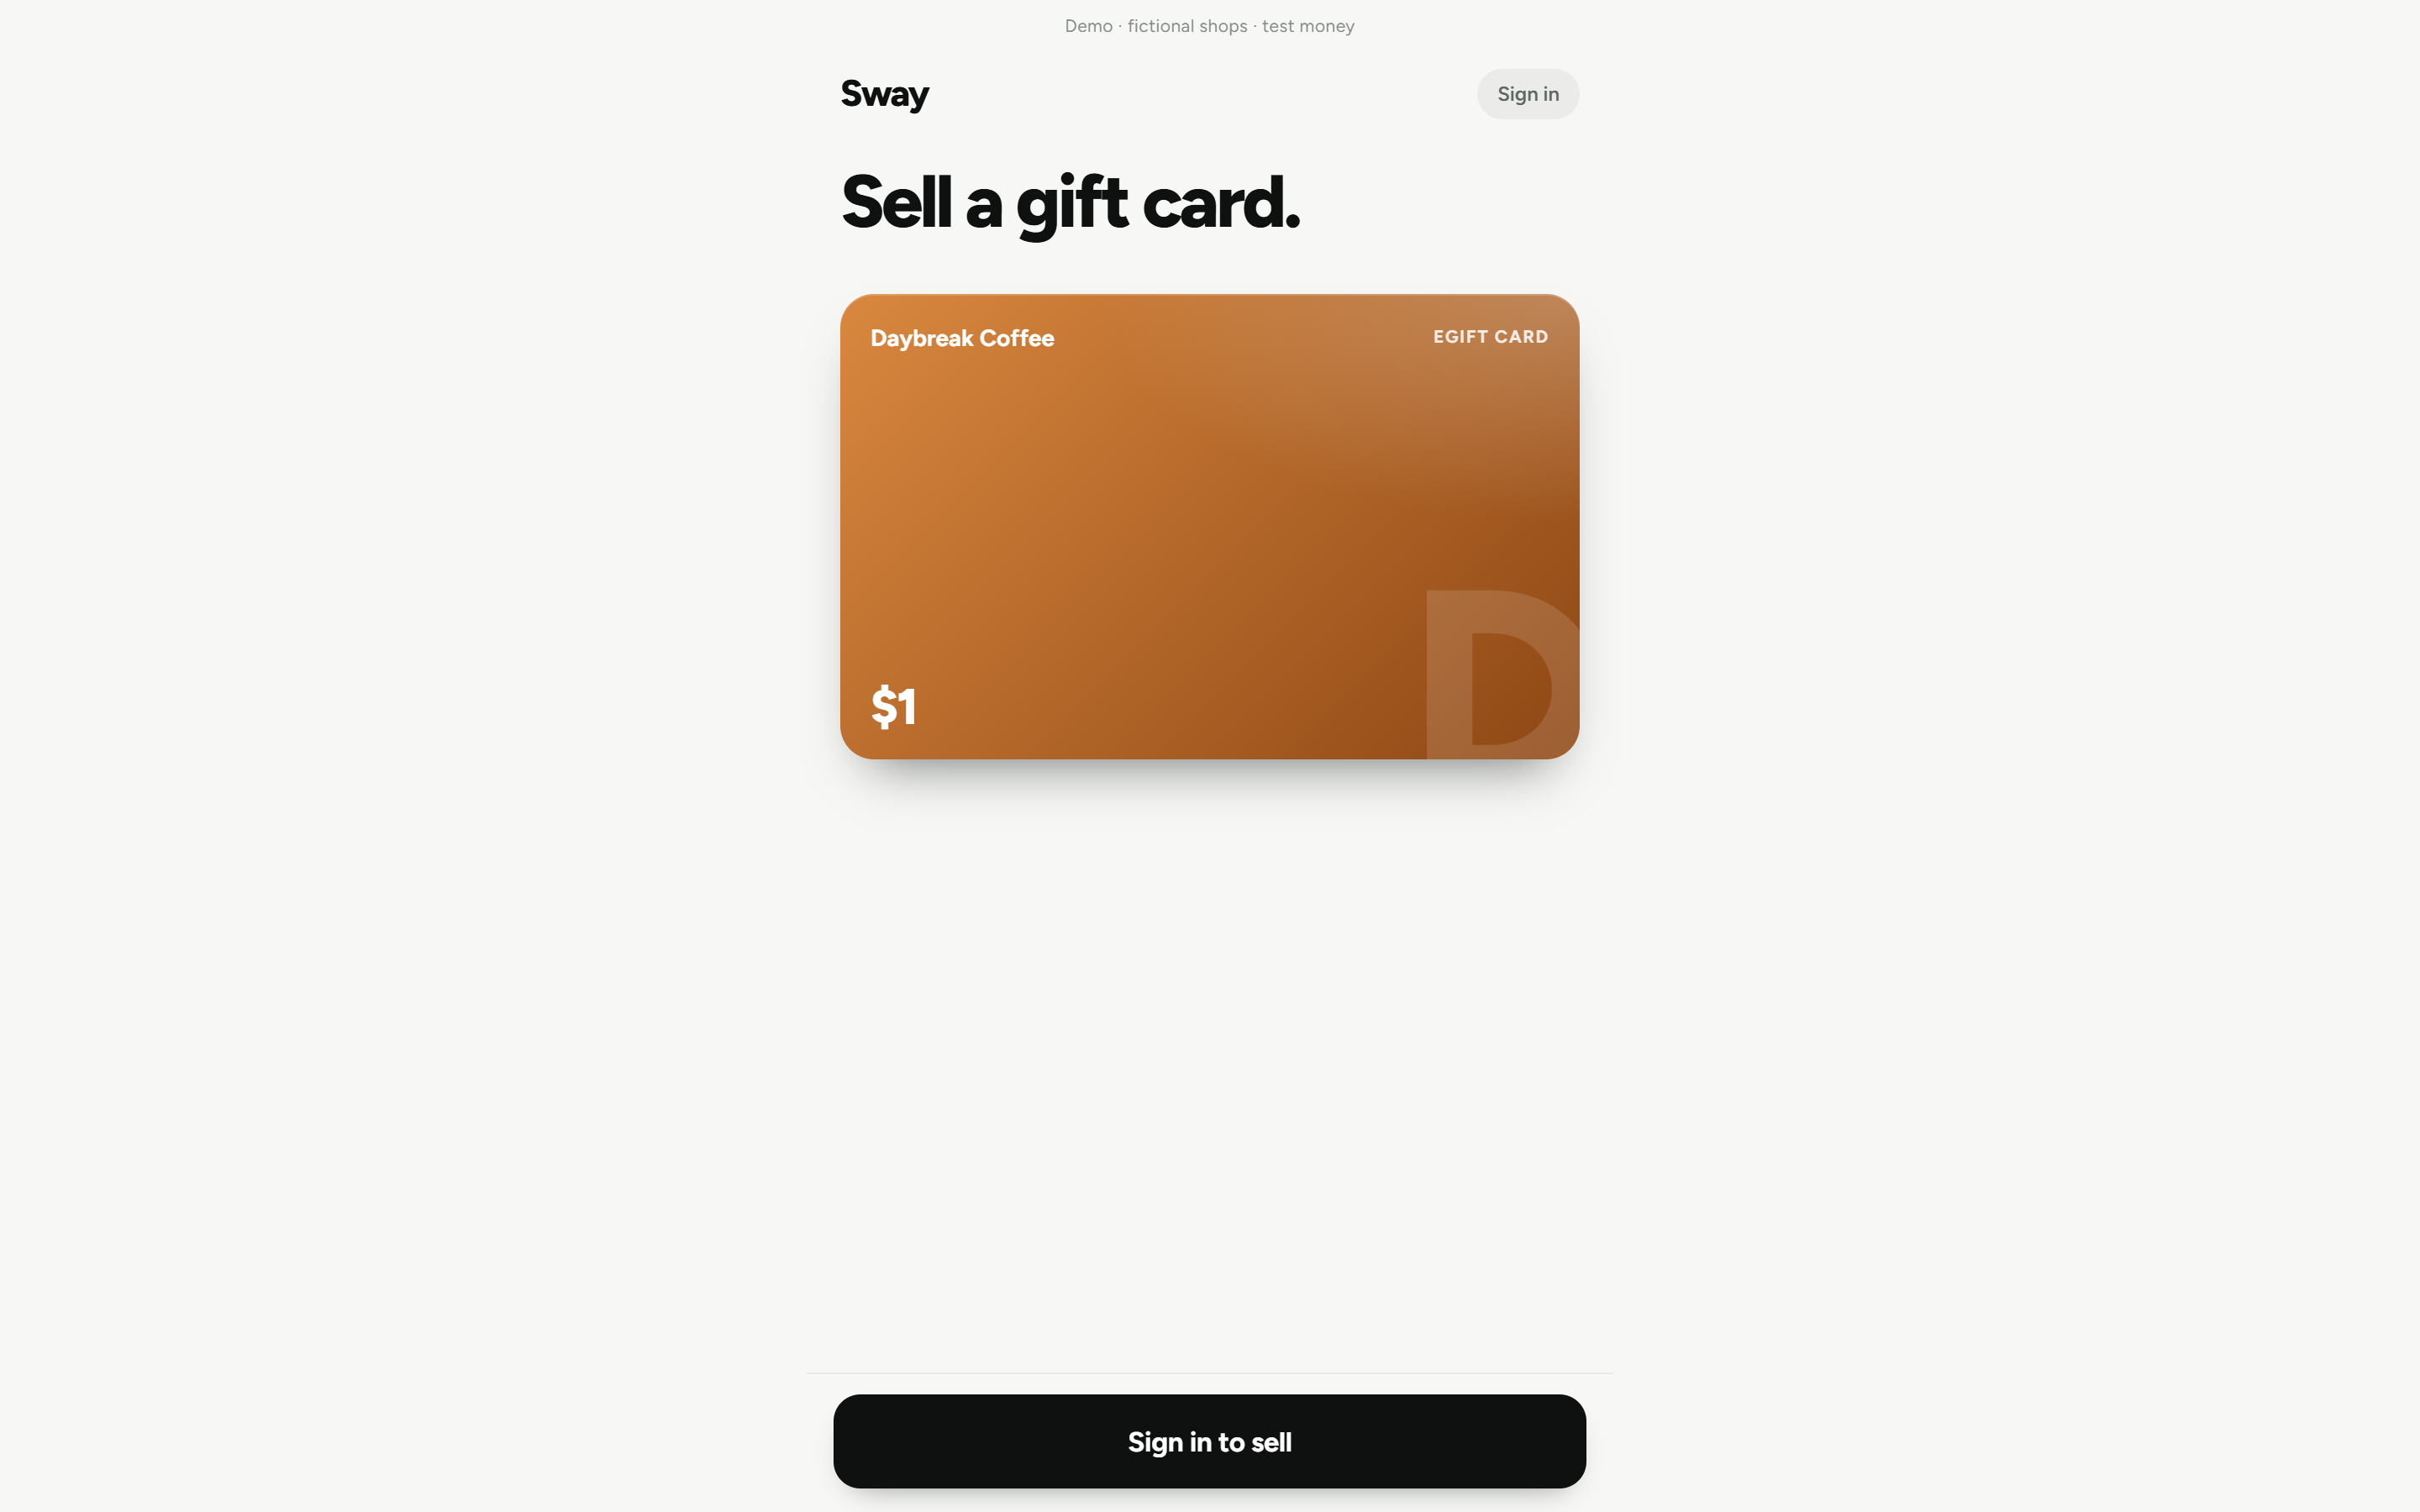 Demo · fictional shops · test money
Sway
Sign in
Sell a gift card.
Daybreak Coffee
EGIFT CARD
$1
D
Sign in to sell